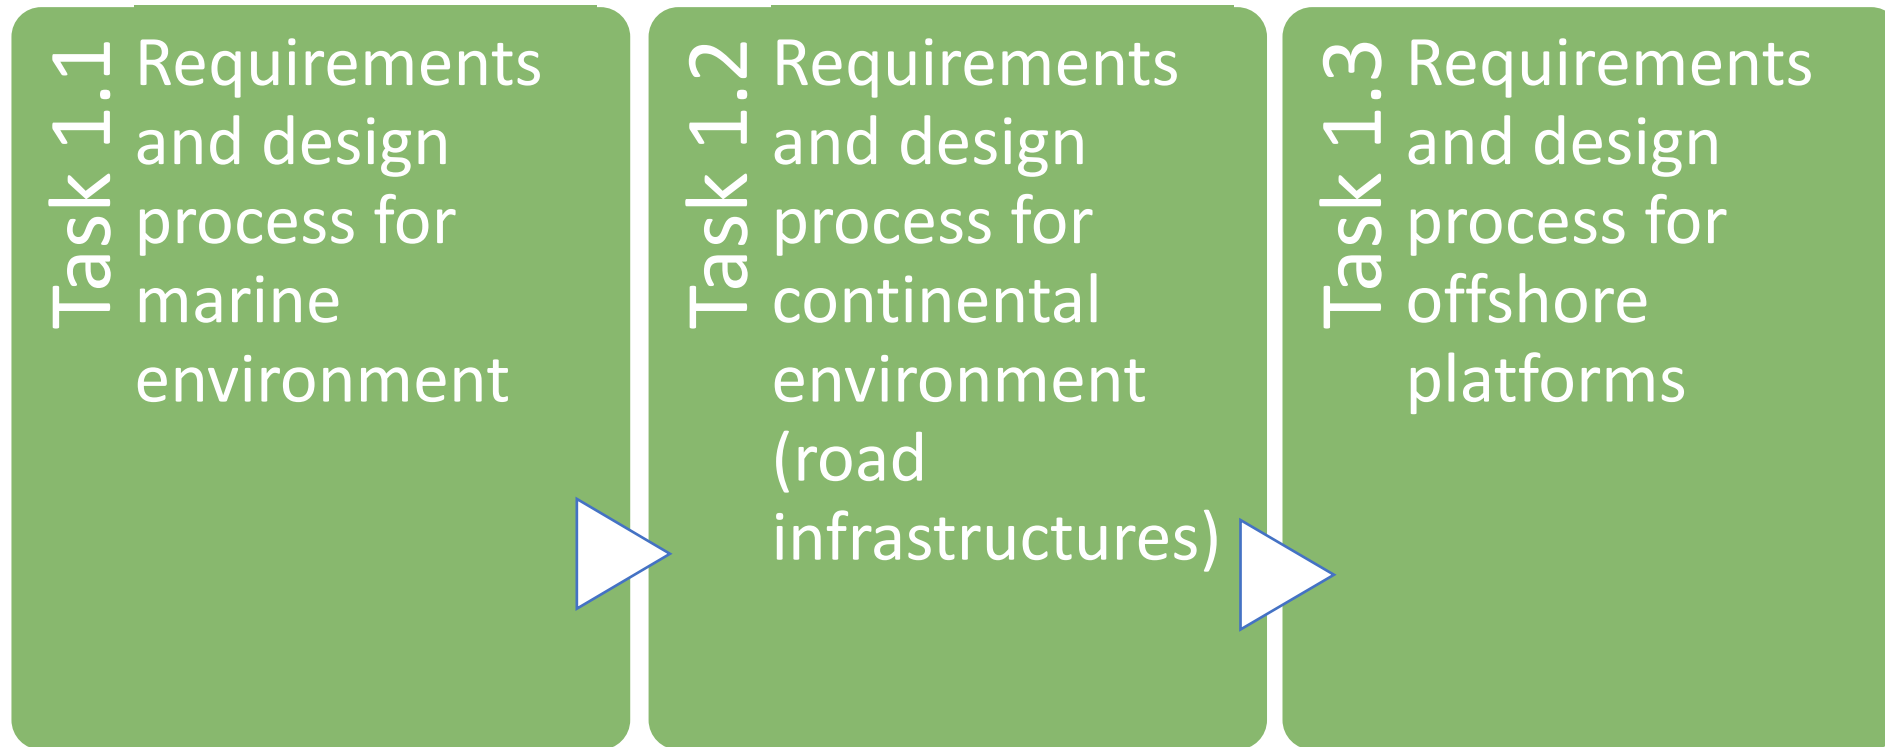 Task 1.1
Requirements
and design
process for
marine
environment
Task 1.2
Requirements
and design
process for
continental
environment
(road
infrastructures)
Task 1.3
Requirements
and design
process for
offshore
platforms